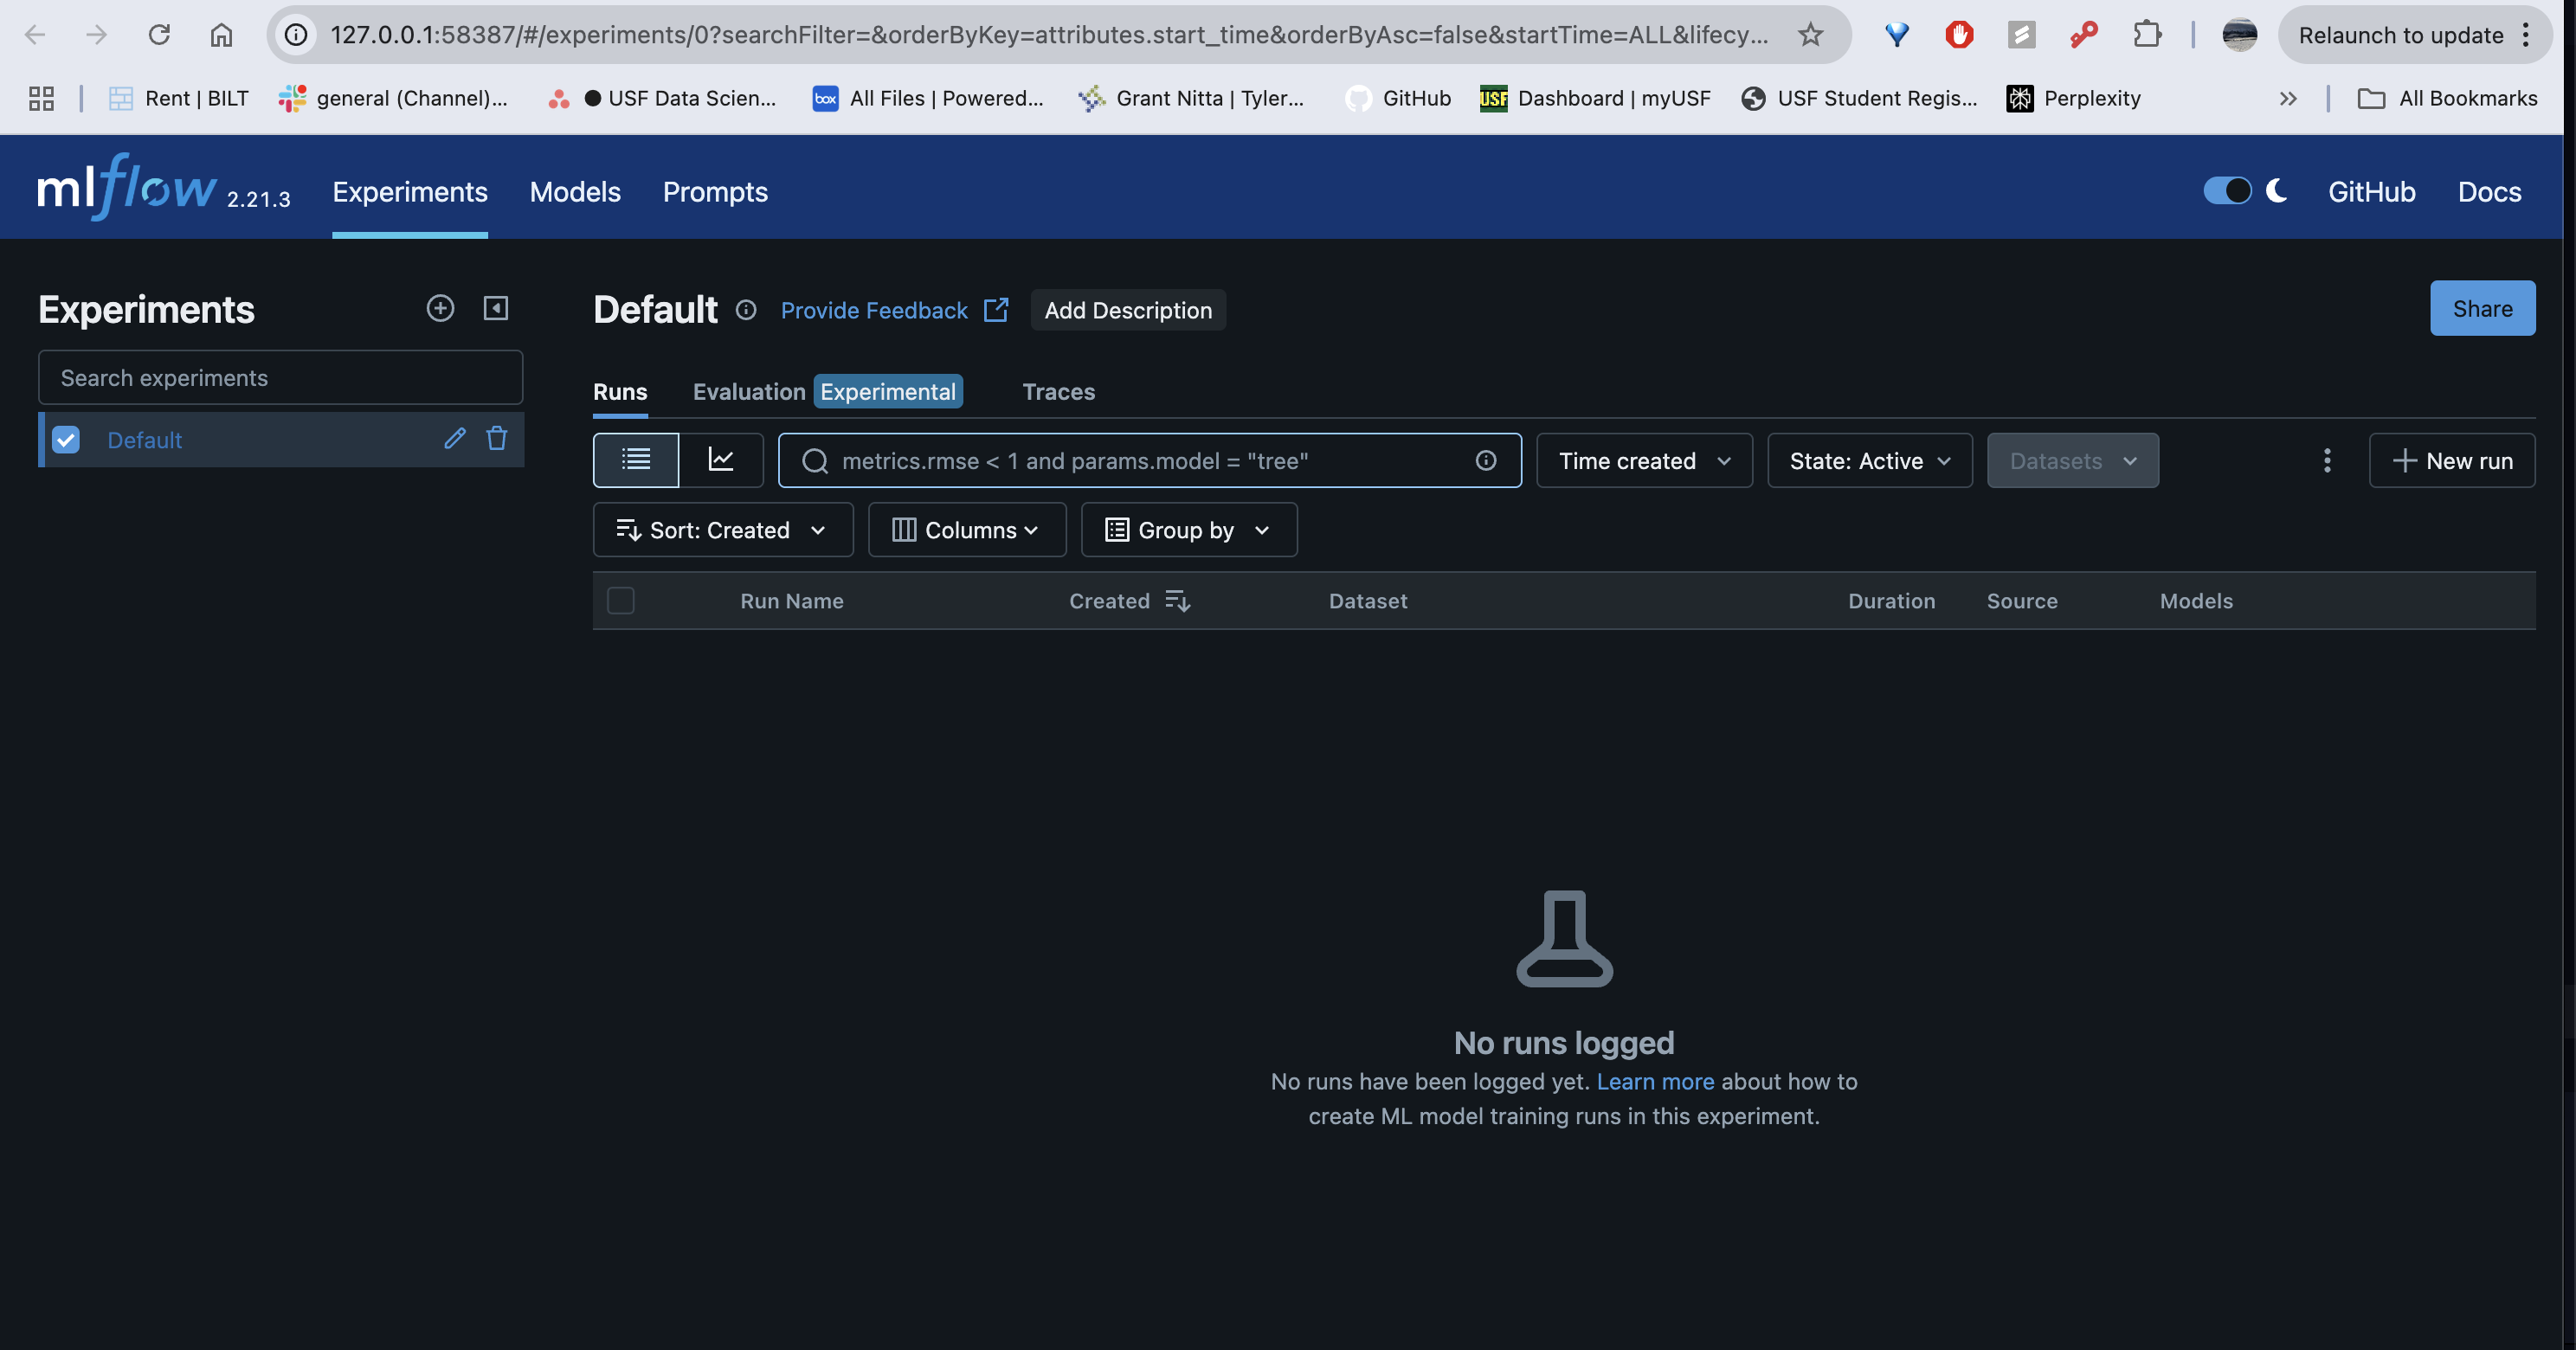 127.0.0.1:58387/#/experiments/0?searchFilter=&orderByKey=attributes.start_time&orderByAsc=false&startTime=ALL&lifecy...
Relaunch to update
Rent | BILT
general (Channel)...
USF Data Scien...
box
All Files | Powered...
Grant Nitta | Tyler...
GitHub
USF
Dashboard | myUSF
USF Student Regis...
Perplexity
All Bookmarks
mlflow 2.21.3
Experiments
Models
Prompts
GitHub
Docs
Experiments
Default
Provide Feedback
Add Description
Share
Search experiments
Runs
Evaluation
Experimental
Traces
Default
metrics.rmse < 1 and params.model = "tree"
Time created
State: Active
Datasets
New run
Sort: Created
Columns
Group by
Run Name
Created
Dataset
Duration
Source
Models
No runs logged
No runs have been logged yet. Learn more about how to
create ML model training runs in this experiment.